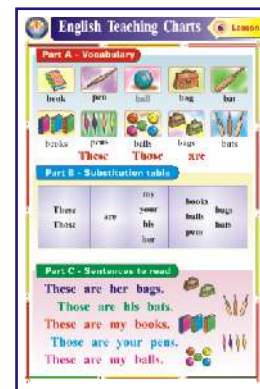 English Teaching Charts 6 Lesson
Part A - Vocabulary
book pen ball bag bat
books pens balls bags bats
These Those are
Part B - Substitution table
These Those
are
my your his her
books balls pens
bags bats
Part C - Sentences to read
These are her bags.
Those are his bats.
These are my books.
Those are your pens.
These are my balls.